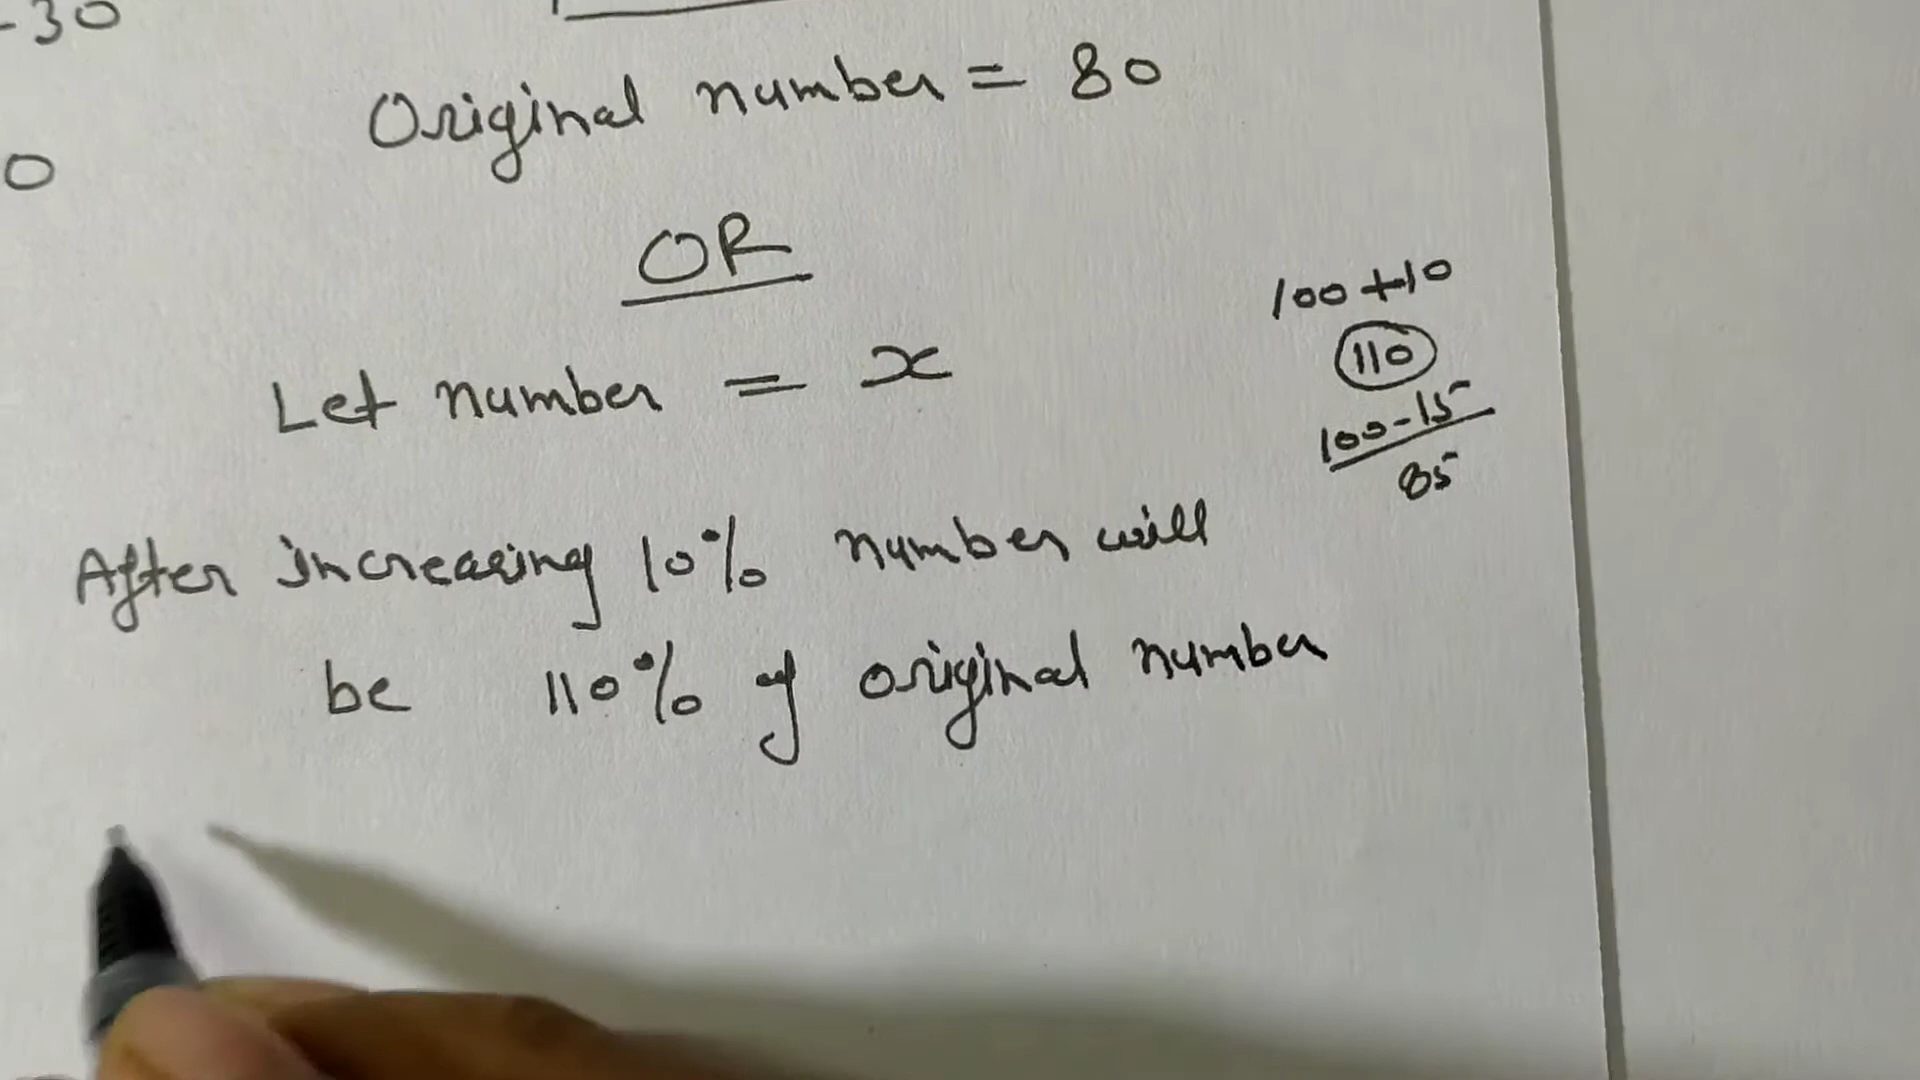 -30
Original number = 80
0
OR
Let number = x
100 + 10
110
100-15
85
After increasing 10% number will
be 110% of original number